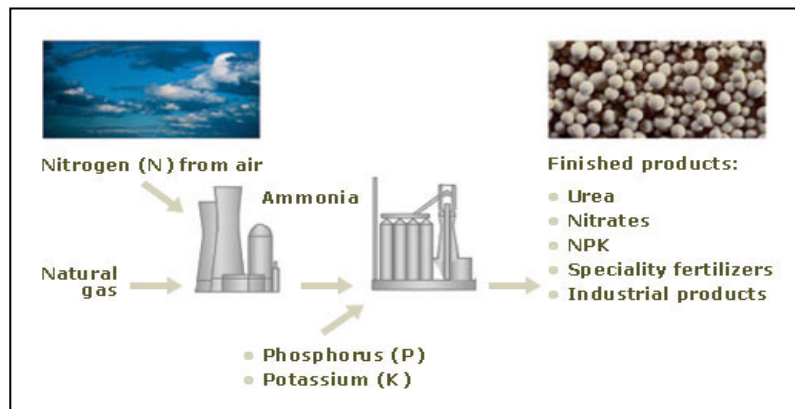 Nitrogen (N) from air
Ammonia
Natural
gas
Phosphorus (P)
Potassium (K)
Finished products:
Urea
Nitrates
NPK
Speciality fertilizers
Industrial products